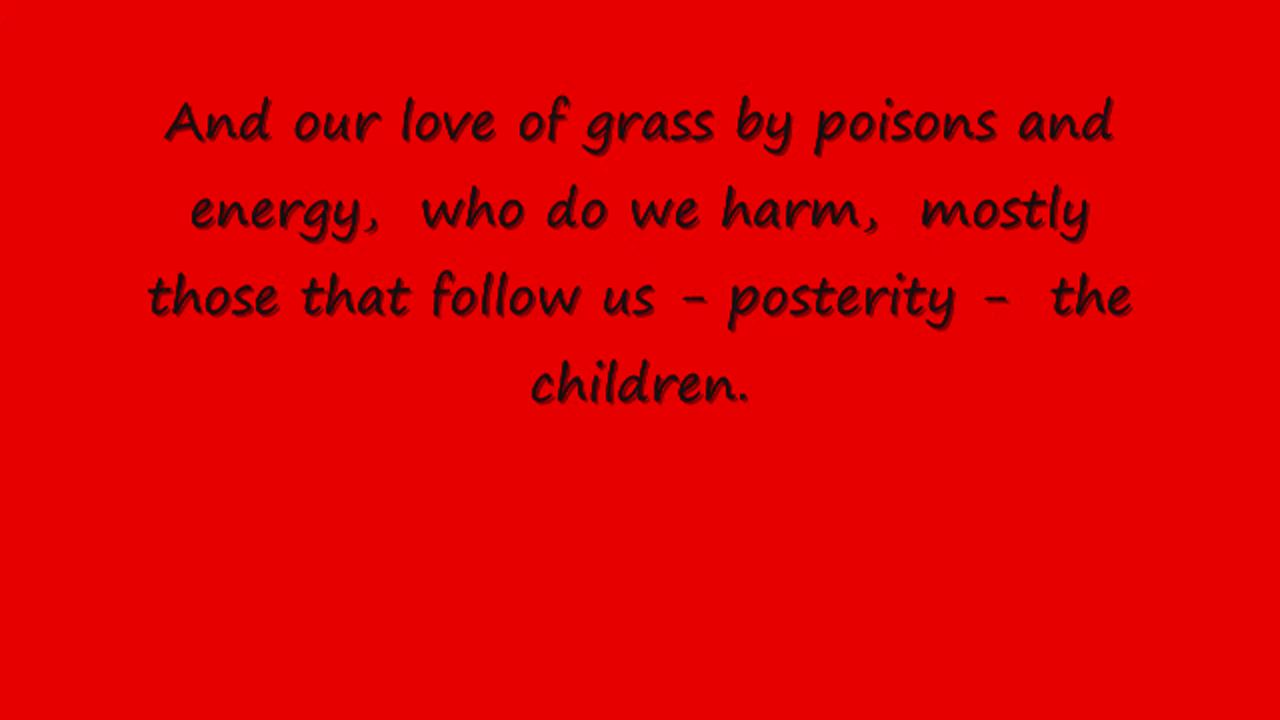 And our love of grass by poisons and
energy,  who do we harm,  mostly
those that follow us - posterity -  the
children.